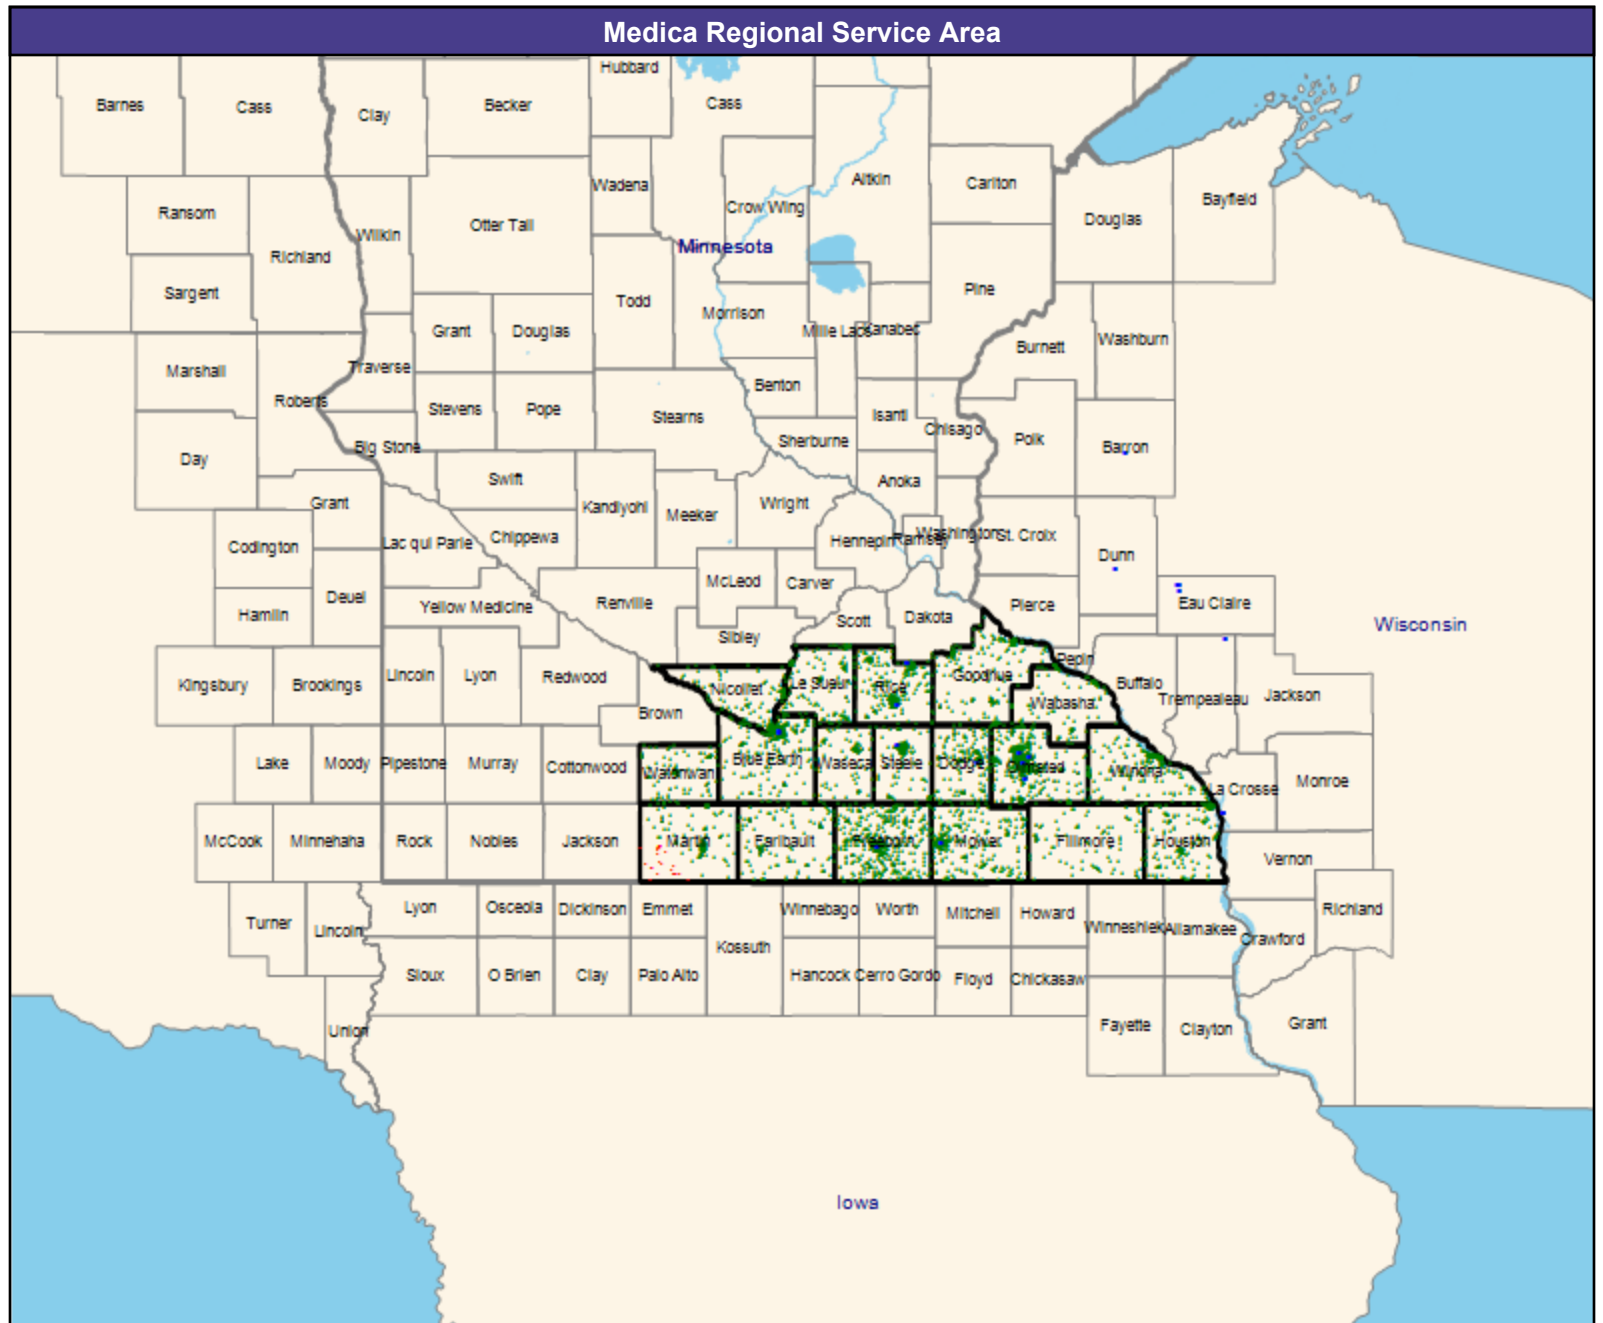 Medica Regional Service Area
Hubbard
Barnes
Cass
Clay
Becker
Cass
Wadena
Aitkin
Carlton
Ransom
Crow Wing
Bayfield
Otter Tail
Douglas
Wilkin
Minnesota
Richland
Sargent
Todd
Pine
Morrison
Grant
Douglas
Mille Lacs
Kanabec
Burnett
Washburn
Marshall
Traverse
Benton
Roberts
Stevens
Pope
Stearns
Isanti
Chisago
Polk
Barron
Big Stone
Sherburne
Day
Swift
Anoka
Grant
Kandiyohi
Meeker
Wright
Codington
Lac qui Parle
Chippewa
Hennepin
Ramsey
Washington
St. Croix
Dunn
McLeod
Carver
Deuel
Yellow Medicine
Renville
Eau Claire
Pierce
Hamlin
Scott
Dakota
Sibley
Wisconsin
Pepin
Kingsbury
Brookings
Lincoln
Lyon
Redwood
Nicollet
Le Sueur
Rice
Goodhue
Buffalo
Trempealeau
Jackson
Brown
Wabasha
Lake
Moody
Pipestone
Murray
Cottonwood
Watonwan
Blue Earth
Waseca
Steele
Dodge
Olmsted
Winona
La Crosse
Monroe
McCook
Minnehaha
Rock
Nobles
Jackson
Martin
Faribault
Freeborn
Mower
Fillmore
Houston
Vernon
Turner
Lincoln
Lyon
Osceola
Dickinson
Emmet
Winnebago
Worth
Mitchell
Howard
Winneshiek
Allamakee
Crawford
Richland
Kossuth
Sioux
O Brien
Clay
Palo Alto
Hancock
Cerro Gordo
Floyd
Chickasaw
Union
Fayette
Clayton
Grant
Iowa